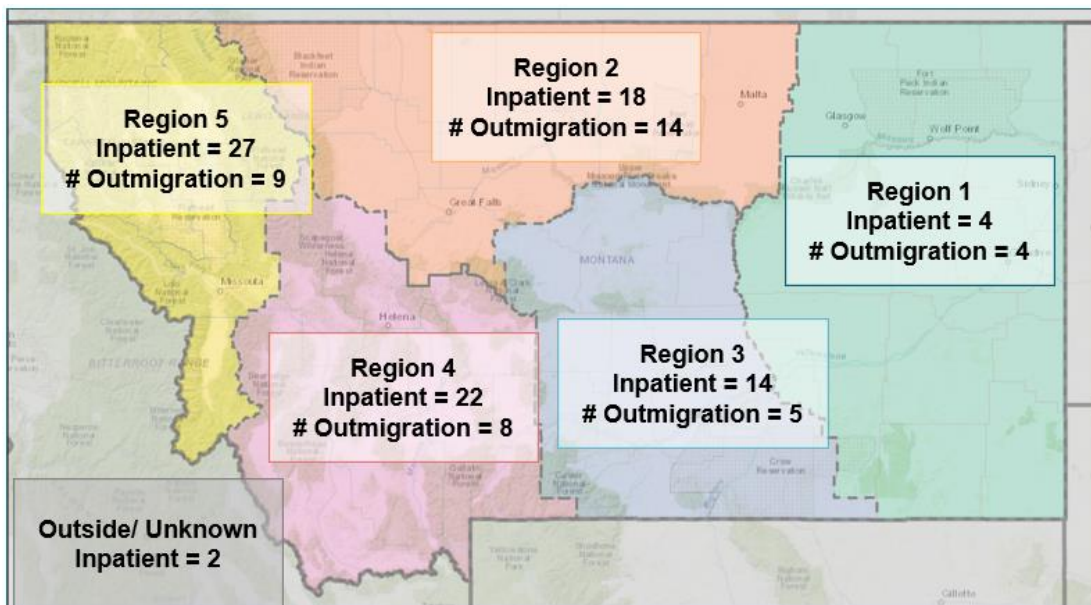 Region 5
Inpatient = 27
# Outmigration = 9
Region 2
Inpatient = 18
# Outmigration = 14
Region 1
Inpatient = 4
# Outmigration = 4
Region 4
Inpatient = 22
# Outmigration = 8
Region 3
Inpatient = 14
# Outmigration = 5
Outside/ Unknown
Inpatient = 2
Blackfeet
Indian
Reservation
Malta
Fort
Peck Indian
Reservation
Glasgow
Wolf Point
Sidney
Great Falls
MONTANA
Missoula
Helena
BITTERROOT RANGE
Crow
Reservation
Gillette